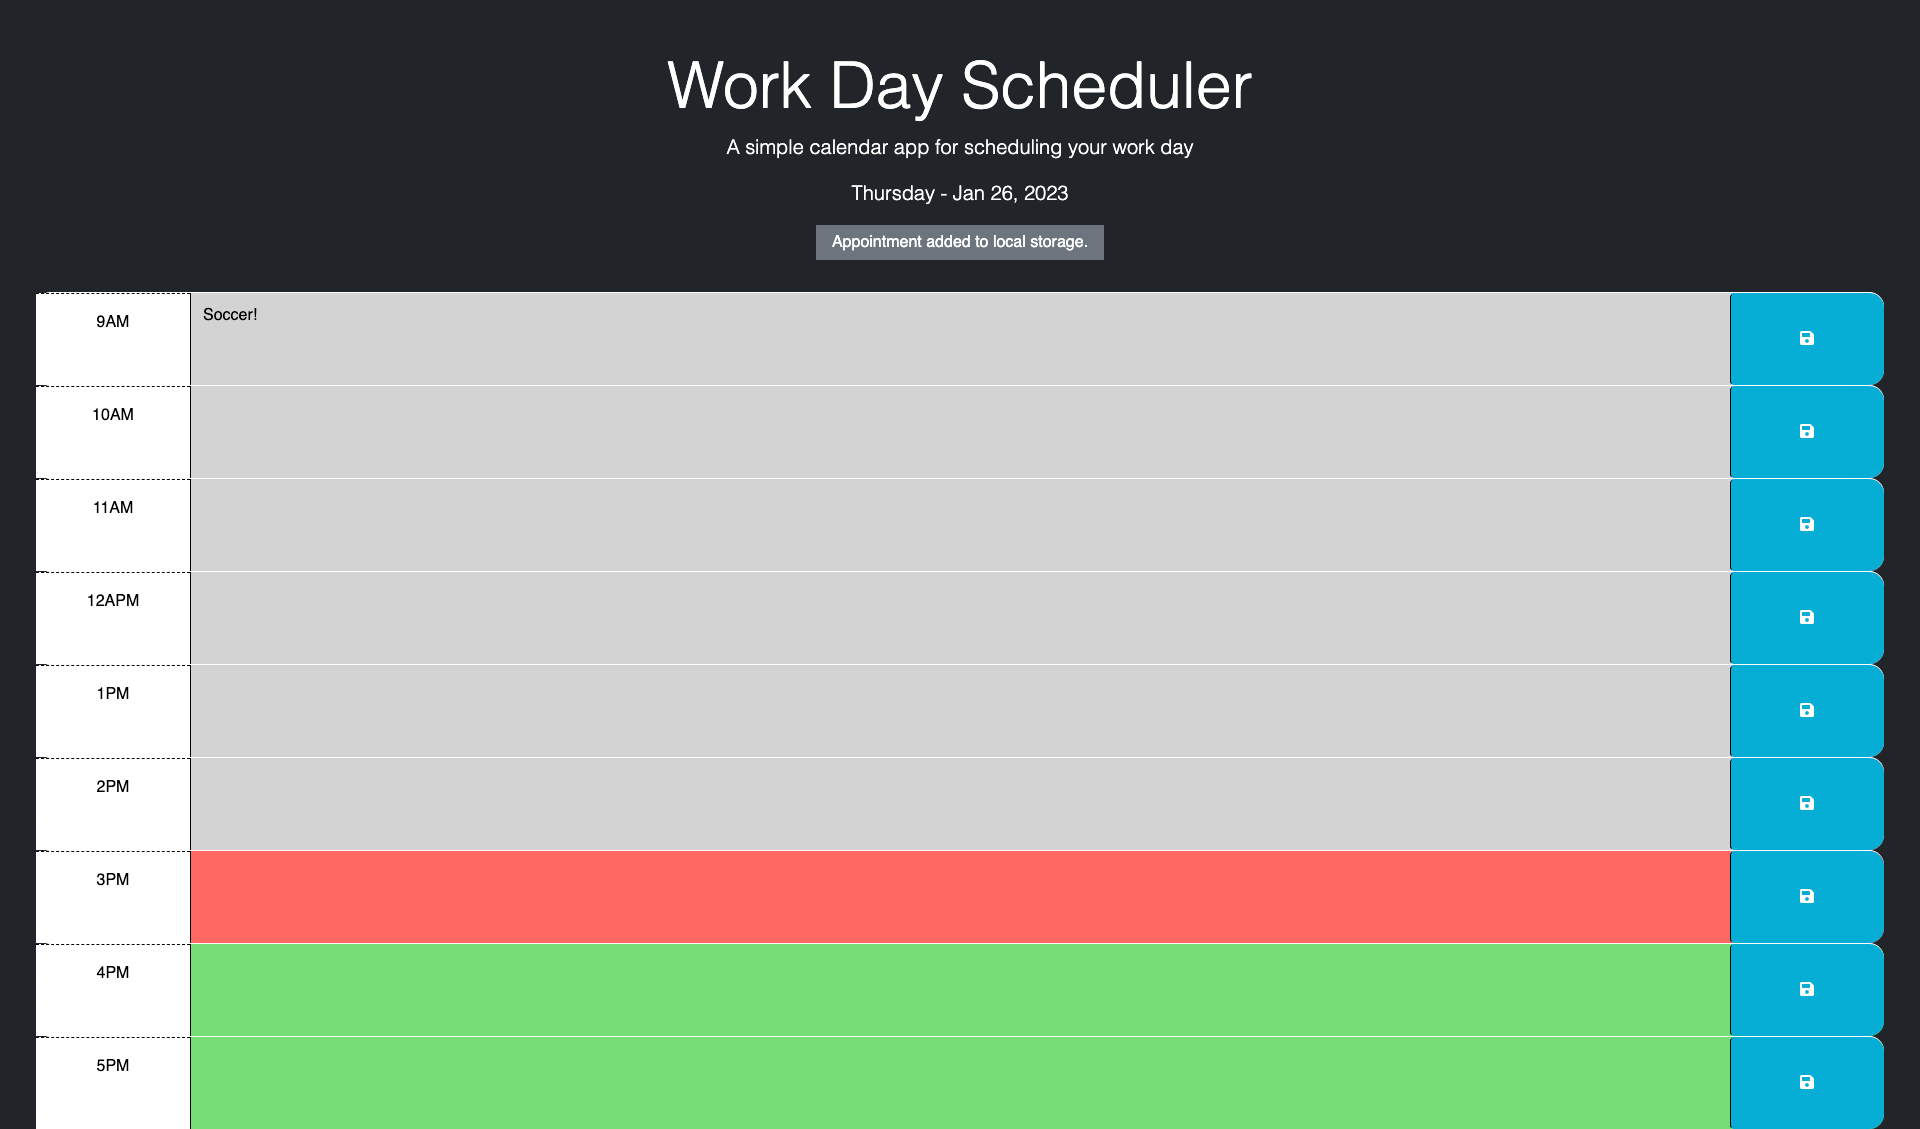 Work Day Scheduler
A simple calendar app for scheduling your work day
Thursday - Jan 26, 2023
Appointment added to local storage.
9AM
Soccer!
10AM
11AM
12APM
1PM
2PM
3PM
4PM
5PM